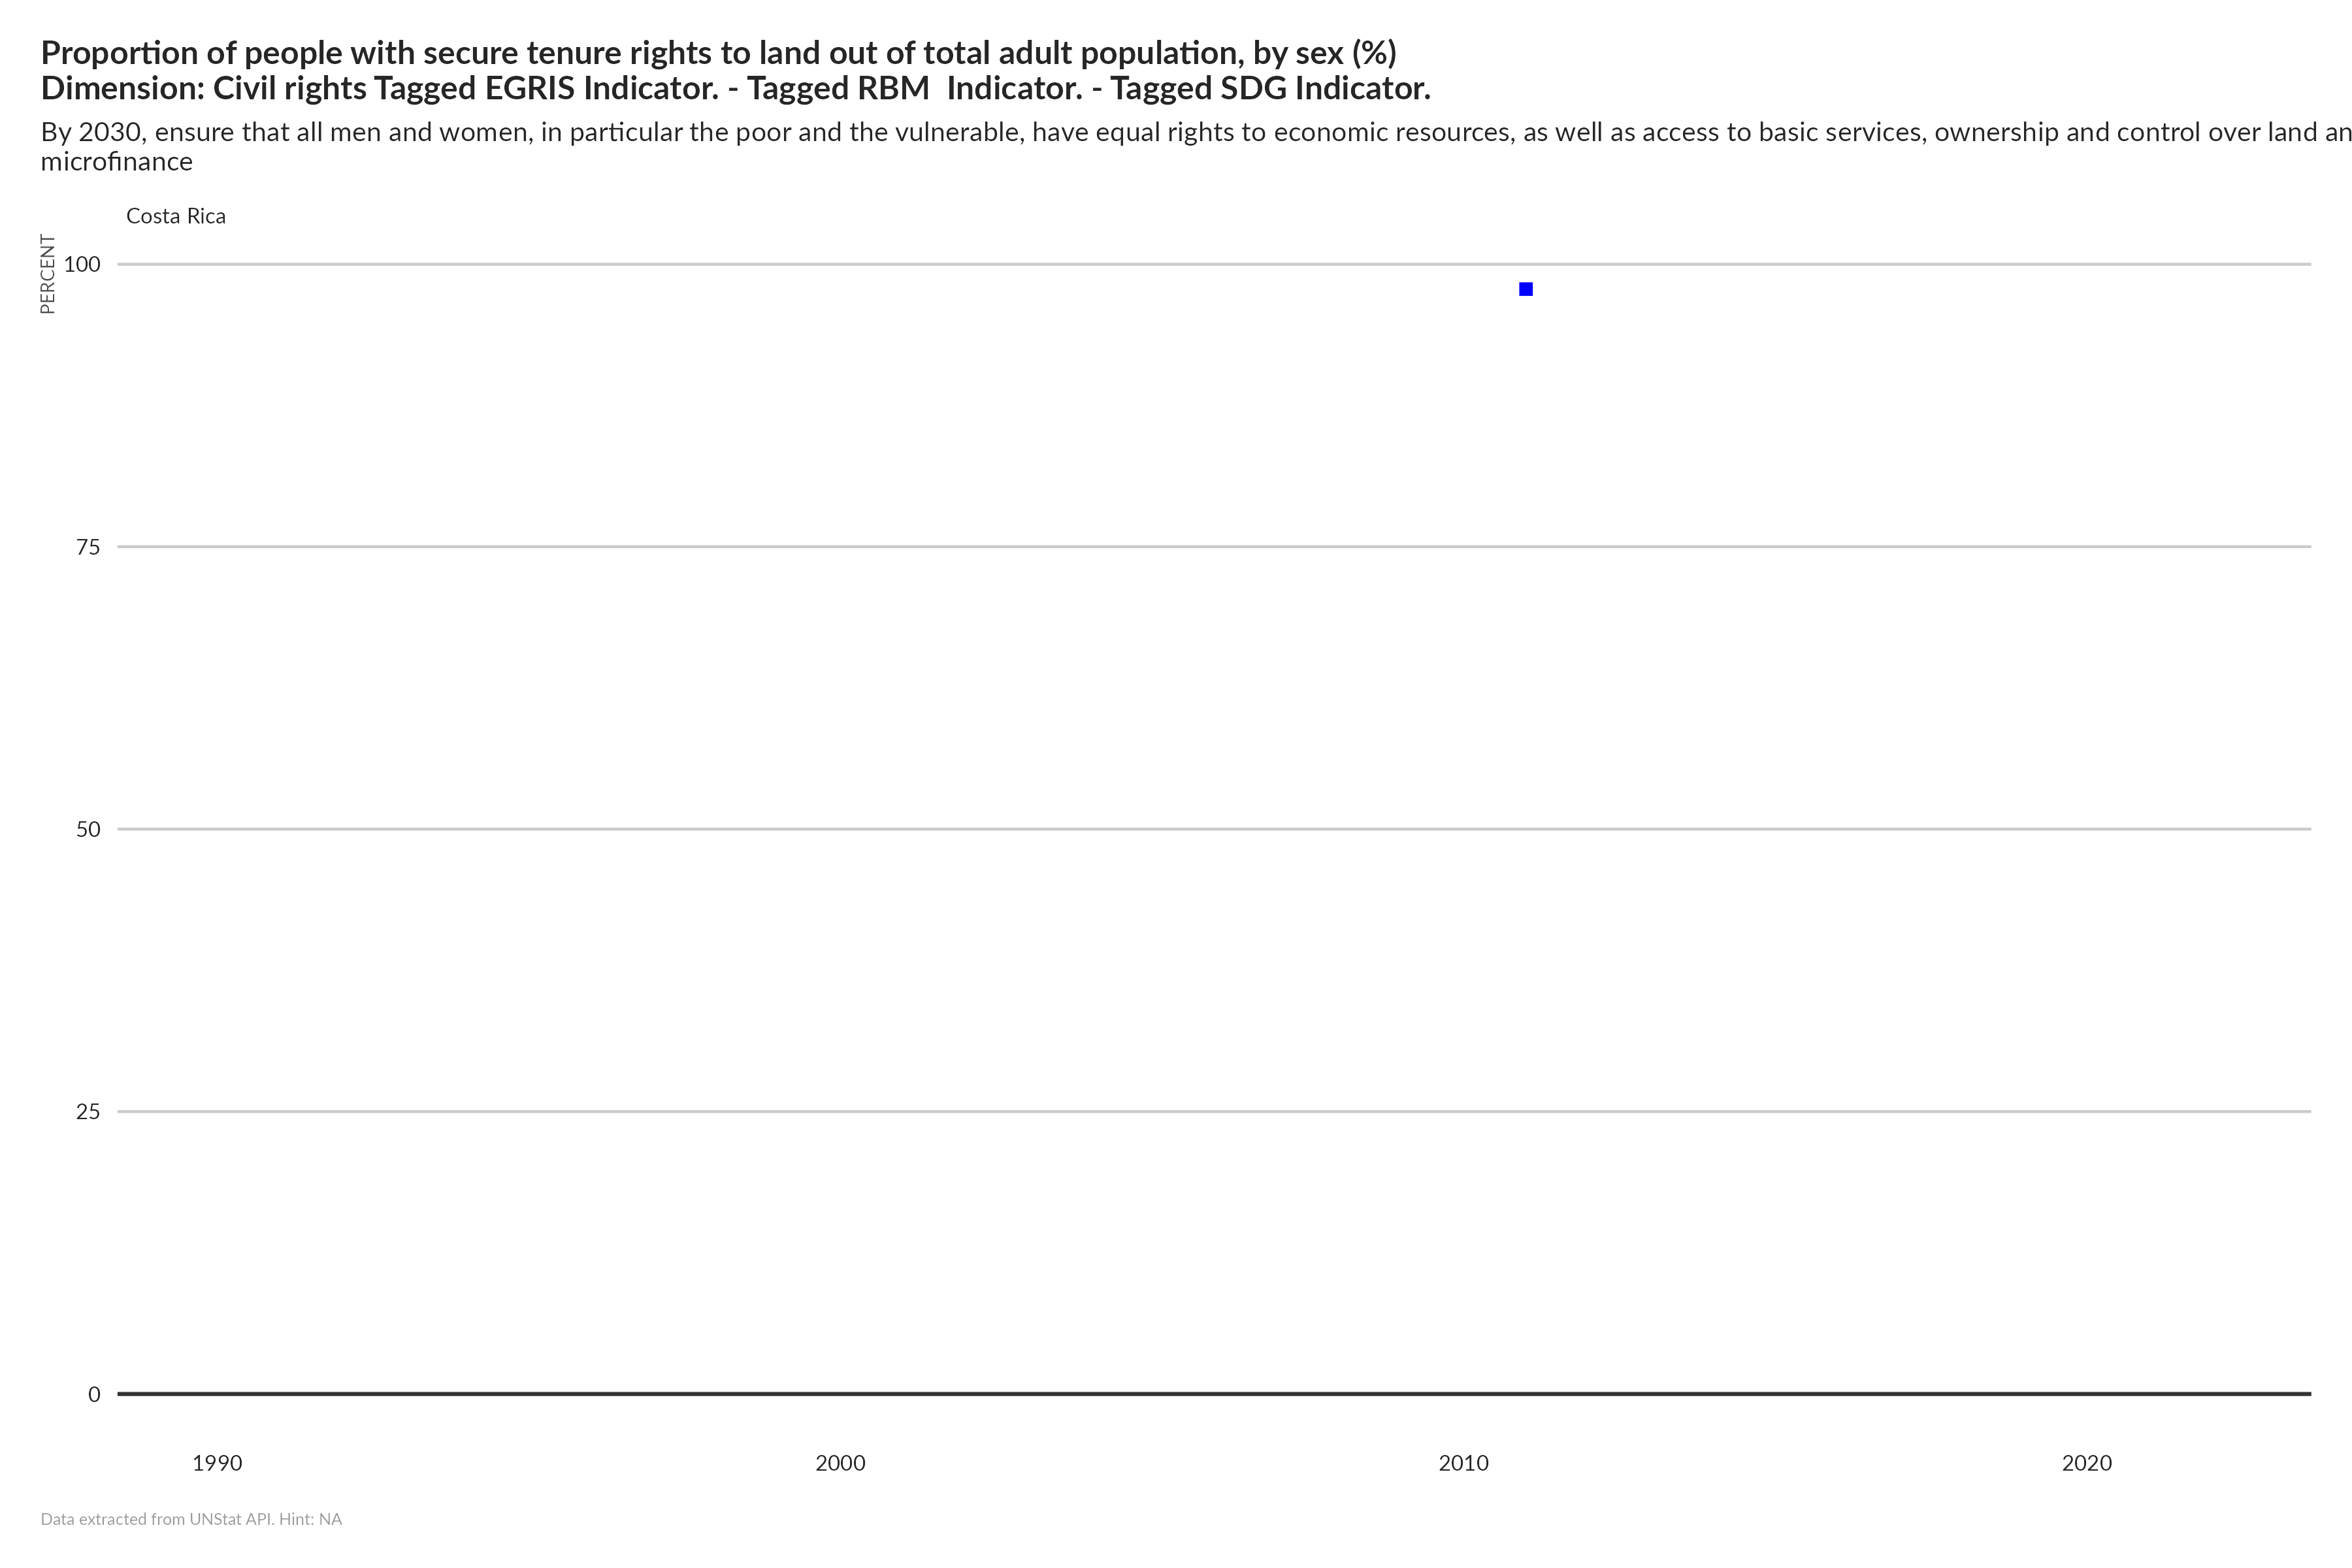 Proportion of people with secure tenure rights to land out of total adult population, by sex (%)
Dimension: Civil rights Tagged EGRIS Indicator. - Tagged RBM  Indicator. - Tagged SDG Indicator.
By 2030, ensure that all men and women, in particular the poor and the vulnerable, have equal rights to economic resources, as well as access to basic services, ownership and control over land an
microfinance
Costa Rica
PERCENT
100
75
50
25
0
1990 2000 2010 2020
Data extracted from UNStat API. Hint: NA